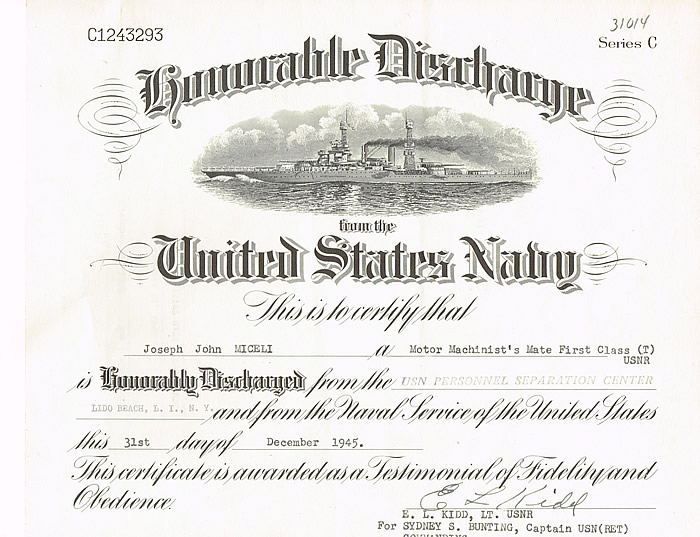 31014
C1243293
Series C
Honorable Discharge
from the
United States Navy
This is to certify that
Joseph John MICELI a Motor Machinist's Mate First Class (T)
USNR
is Honorably Discharged from the USN PERSONNEL SEPARATION CENTER
LIDO BEACH, L. I., N. Y. and from the Naval Service of the United States
this 31st day of December 1945.
This certificate is awarded as a Testimonial of Fidelity and
Obedience.
E L Kidd
E. L. KIDD, LT. USNR
For SYDNEY S. BUNTING, Captain USN(RET)
COMMANDING